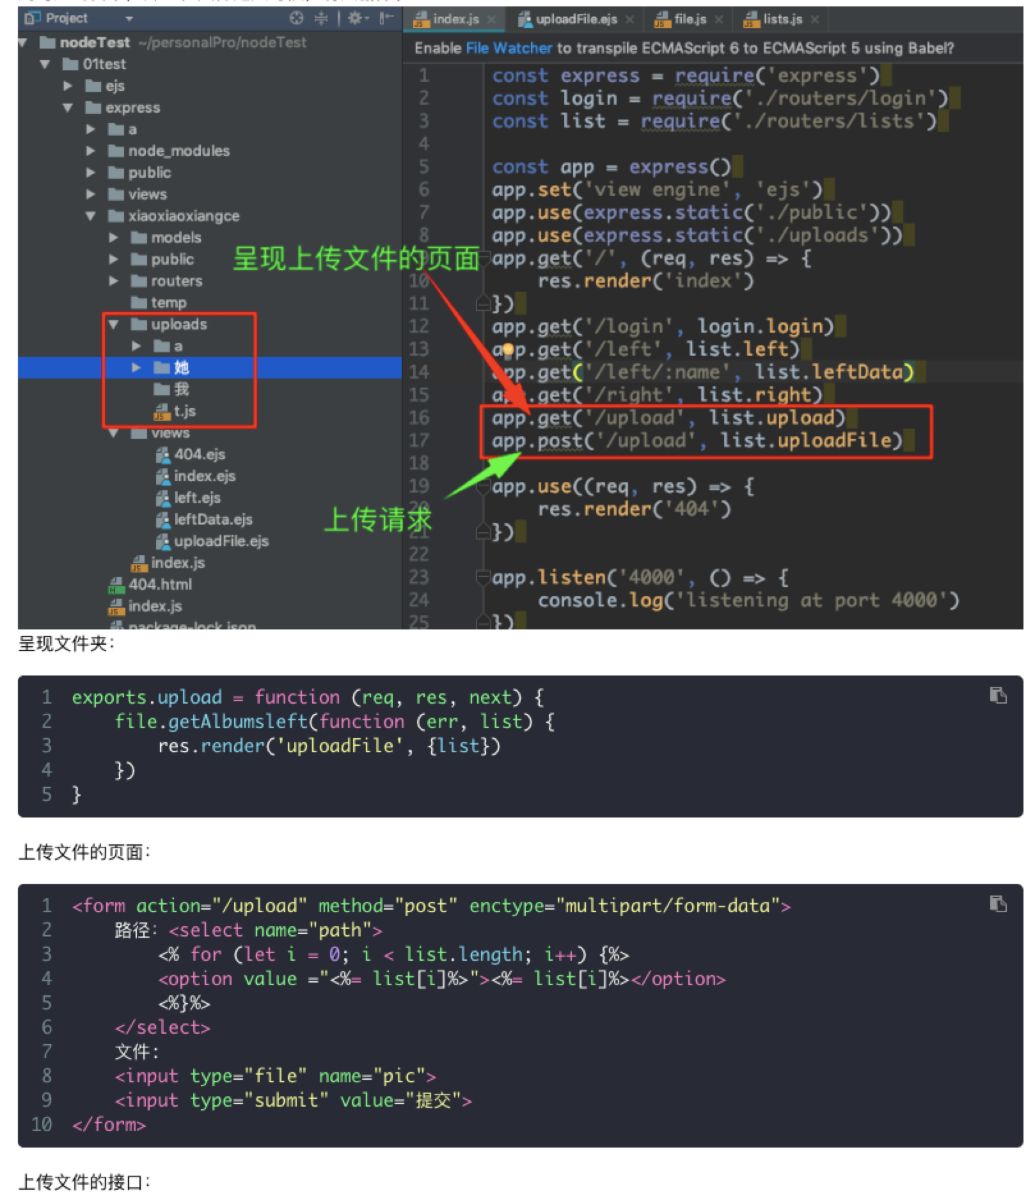 Project
nodeTest ~/personalPro/nodeTest
01test
ejs
express
a
node_modules
public
views
xiaoxiaoxiangce
models
public
routers
temp
uploads
a
她
我
t.js
views
404.ejs
index.ejs
left.ejs
leftData.ejs
uploadFile.ejs
index.js
404.html
index.js
package-lock.json
index.js
uploadFile.ejs
file.js
lists.js
Enable File Watcher to transpile ECMAScript 6 to ECMAScript 5 using Babel?
1 const express = require('express')
2 const login = require('./routers/login')
3 const list = require('./routers/lists')
4
5 const app = express()
6 app.set('view engine', 'ejs')
7 app.use(express.static('./public'))
8 app.use(express.static('./uploads'))
呈现上传文件的页面
app.get('/', (req, res) => {
10 res.render('index')
11 })
12 app.get('/login', login.login)
13 app.get('/left', list.left)
14 app.get('/left/:name', list.leftData)
15 app.get('/right', list.right)
16 app.get('/upload', list.upload)
17 app.post('/upload', list.uploadFile)
18
19 app.use((req, res) => {
上传请求
res.render('404')
21 })
22
23 app.listen('4000', () => {
24 console.log('listening at port 4000')
25 })
呈现文件夹:
1 exports.upload = function (req, res, next) {
2 file.getAlbumsleft(function (err, list) {
3 res.render('uploadFile', {list})
4 })
5 }
上传文件的页面:
1 <form action="/upload" method="post" enctype="multipart/form-data">
2 路径: <select name="path">
3 <% for (let i = 0; i < list.length; i++) {%>
4 <option value ="<%= list[i]%>"><%= list[i]%></option>
5 <%}%>
6 </select>
7 文件:
8 <input type="file" name="pic">
9 <input type="submit" value="提交">
10 </form>
上传文件的接口: